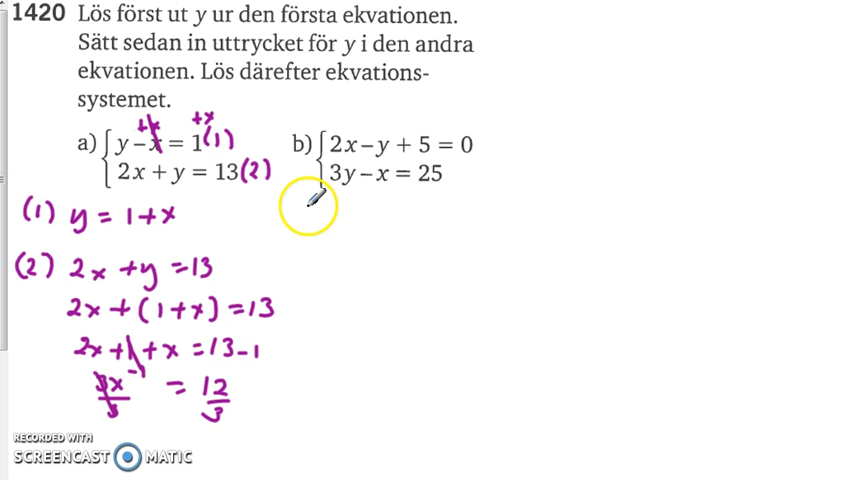 1420 Lös först ut y ur den första ekvationen.
Sätt sedan in uttrycket för y i den andra
ekvationen. Lös därefter ekvations-
systemet.
+x +x
a) { y – x = 1 (1)
2x + y = 13 (2)
b) { 2x – y + 5 = 0
3y – x = 25
(1) y = 1+x
(2) 2x + y = 13
2x + (1+x) = 13
2x + 1 + x = 13 - 1
-1
3x/3 = 12/3
RECORDED WITH
SCREENCAST MATIC